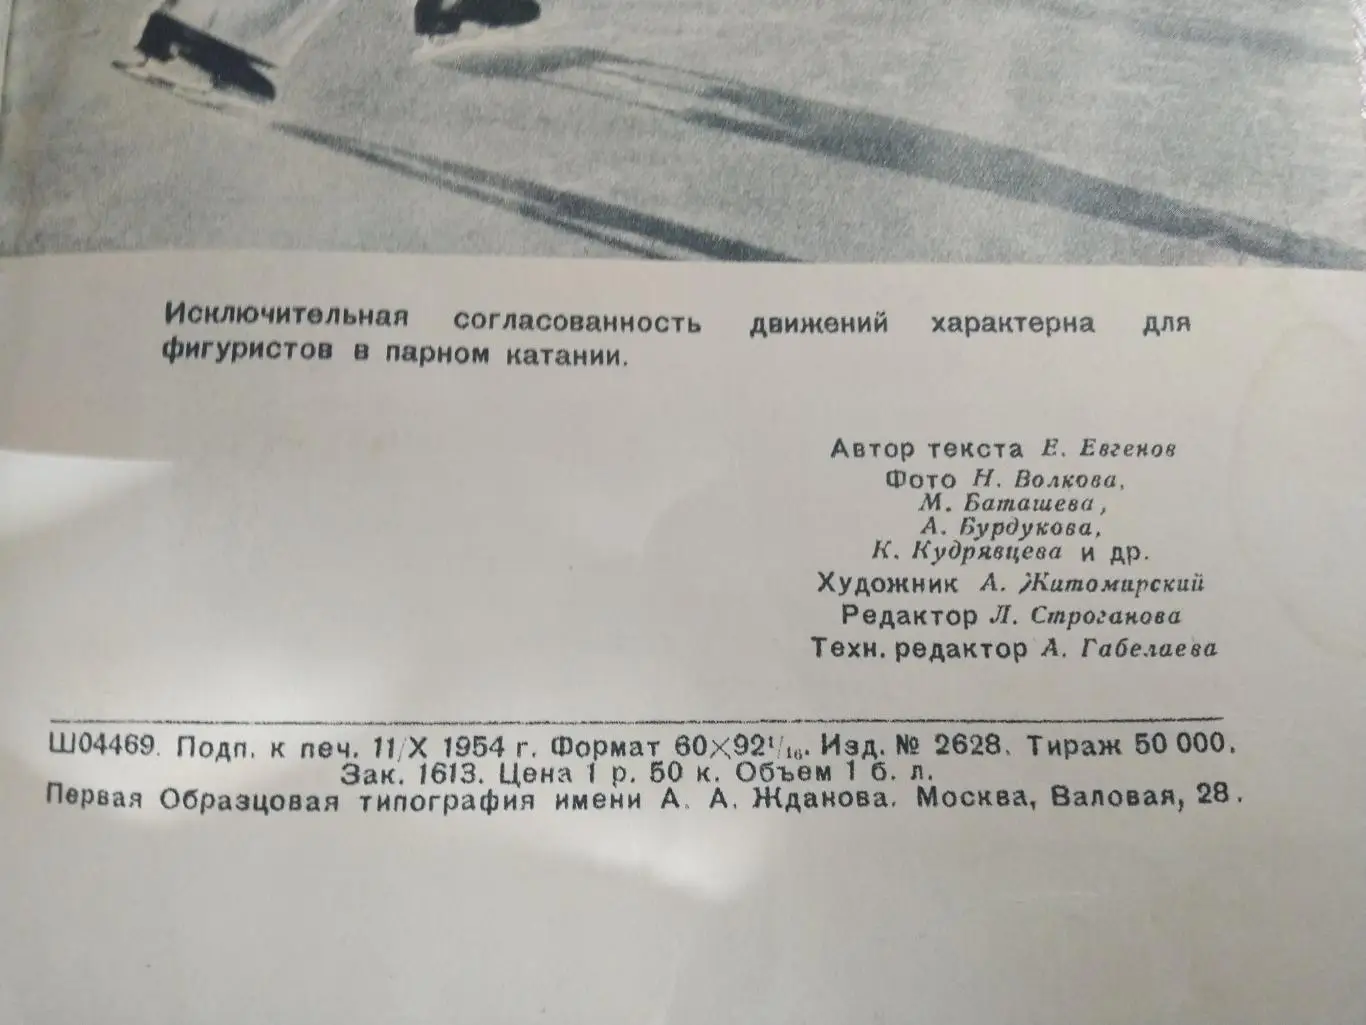 Исключительная согласованность движений характерна для
фигуристов в парном катании.
Автор текста Е. Евгенов
Фото Н. Волкова,
М. Баташева,
А. Бурдукова,
К. Кудрявцева и др.
Художник А. Житомирский
Редактор Л. Строганова
Техн. редактор А. Габелаева
Ш04469. Подп. к печ. 11/X 1954 г. Формат 60×92¹/₁₆. Изд. № 2628. Тираж 50 000.
Зак. 1613. Цена 1 р. 50 к. Объем 1 б. л.
Первая Образцовая типография имени А. А. Жданова. Москва, Валовая, 28.